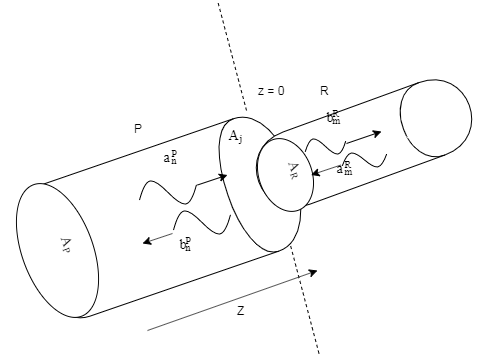 z = 0
R
b_m^R
P
A_j
a_n^P
A_R
a_m^R
A_P
b_n^P
Z